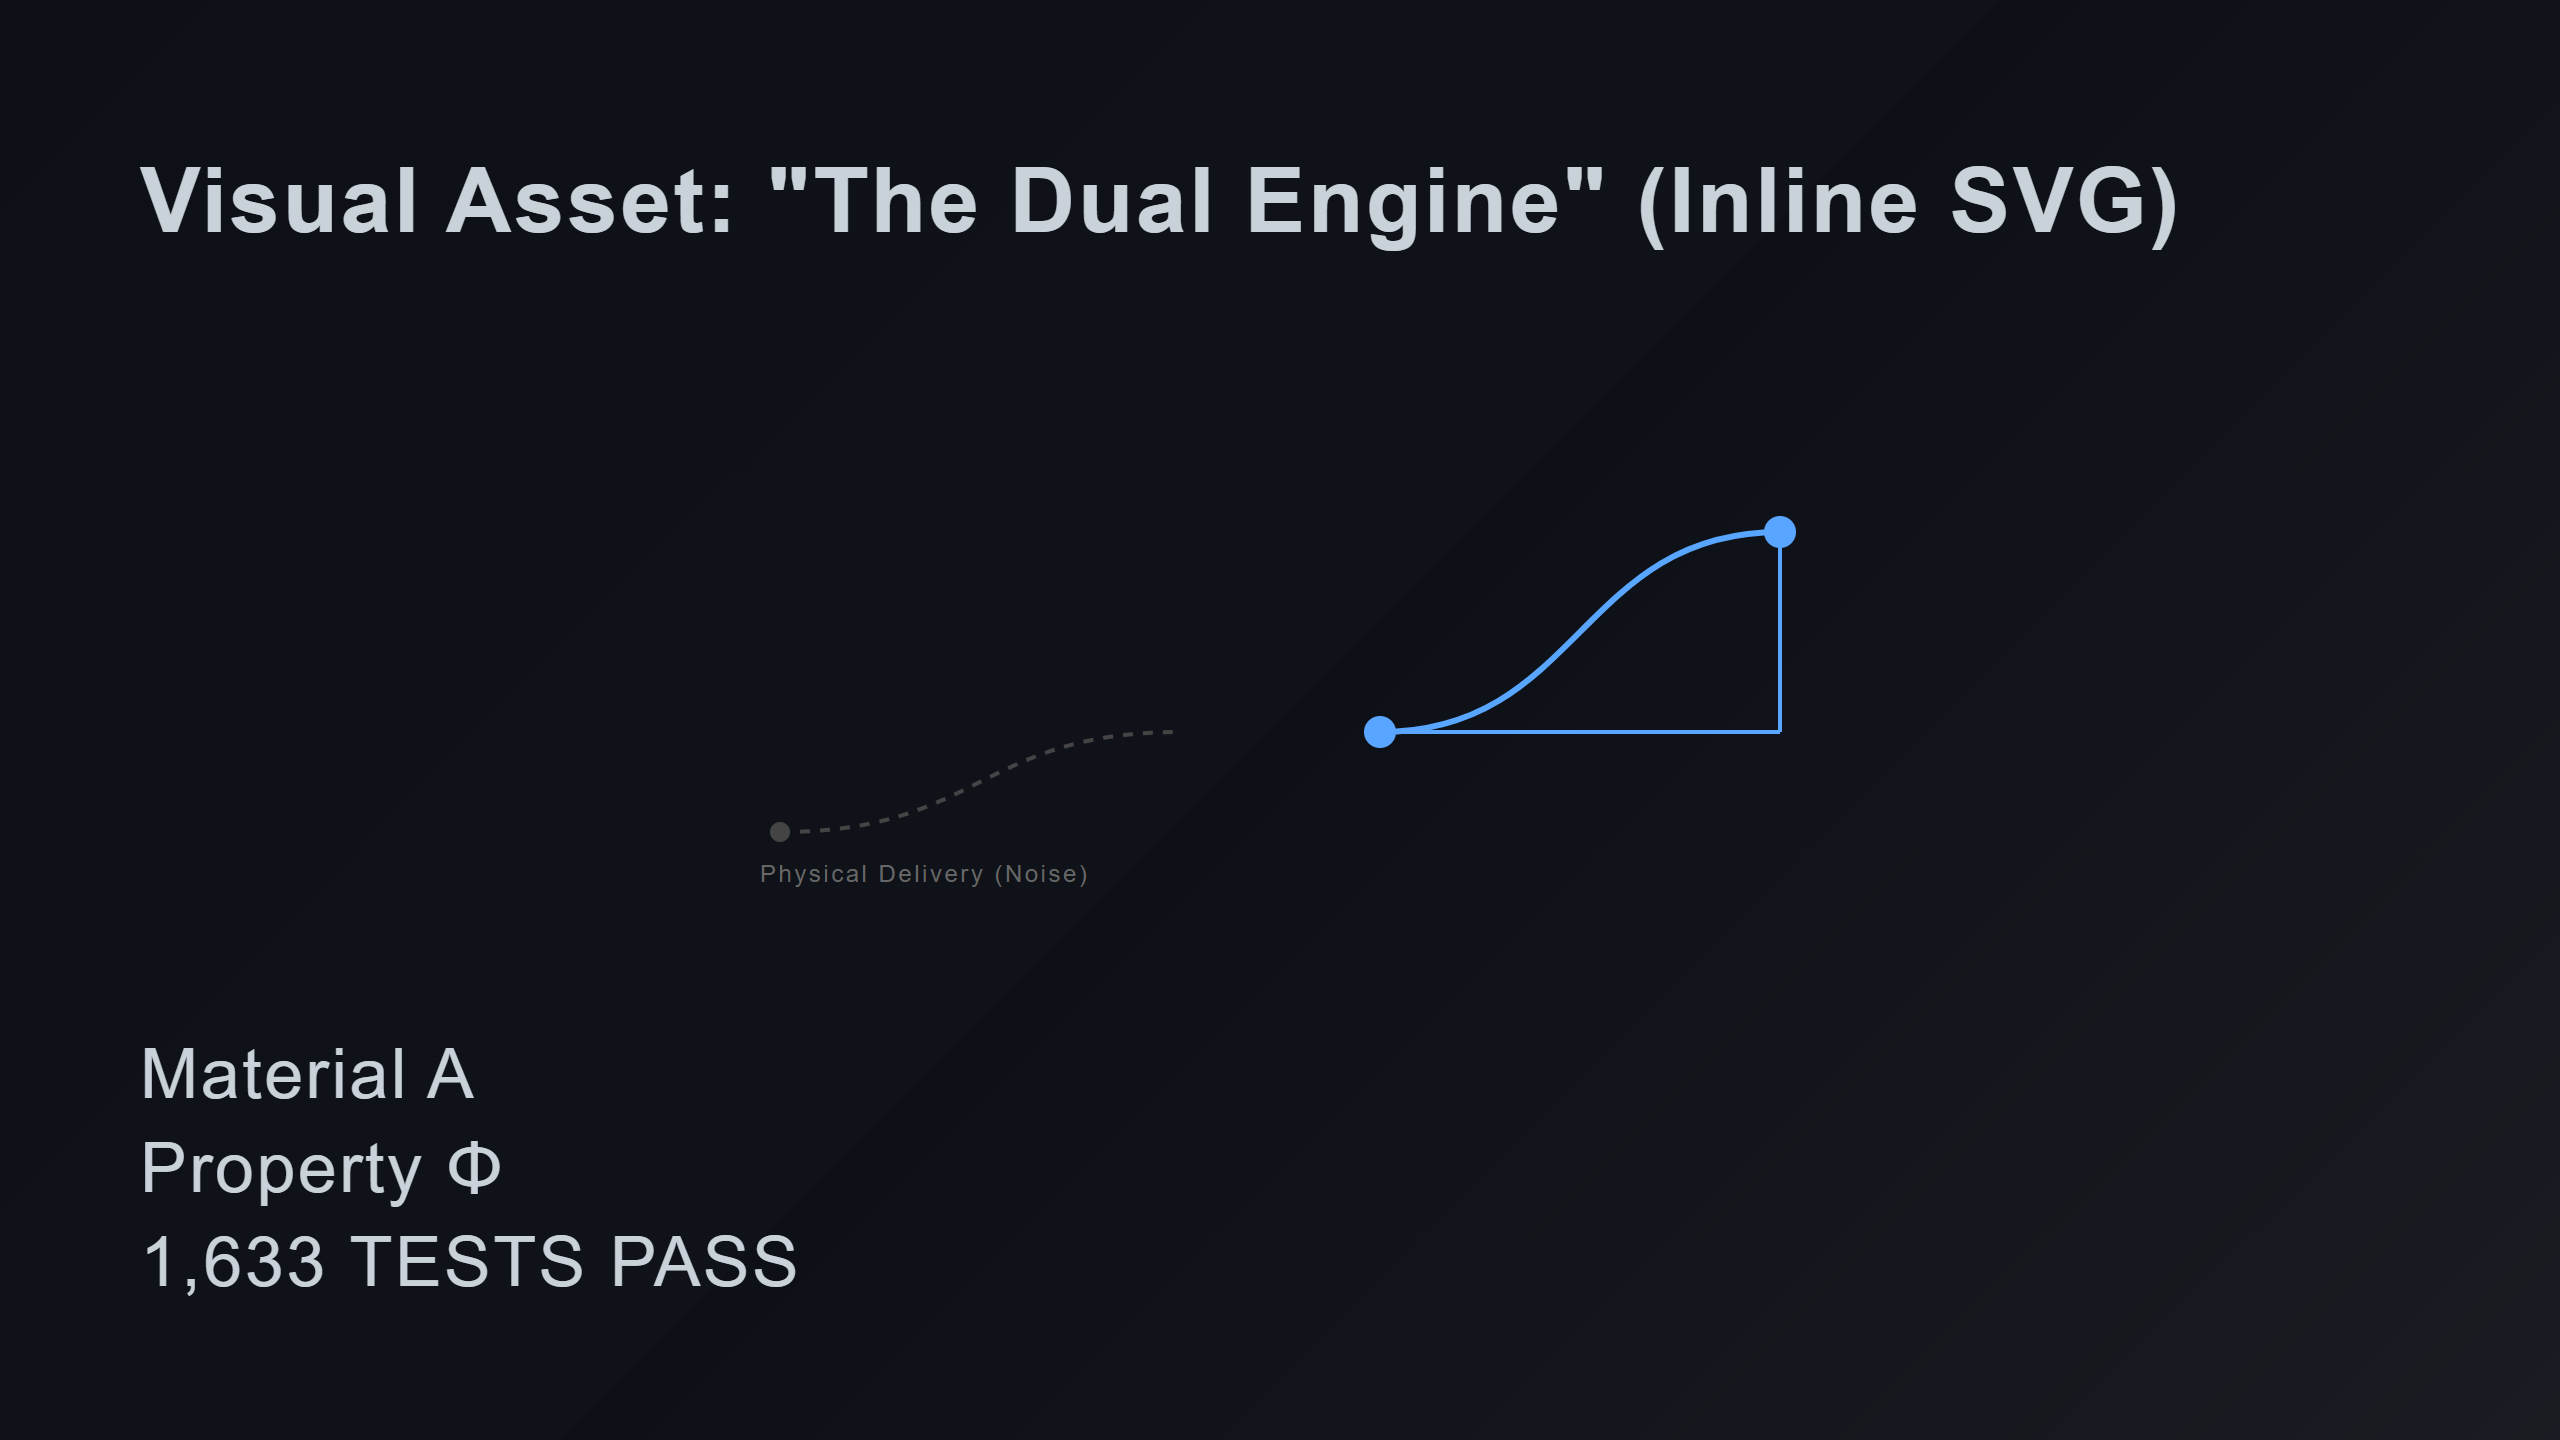 Visual Asset: "The Dual Engine" (Inline SVG)
Physical Delivery (Noise)
Material A
Property Φ
1,633 TESTS PASS